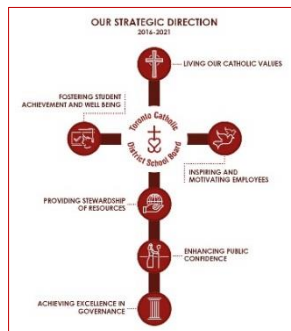 OUR STRATEGIC DIRECTION
2016-2021
LIVING OUR CATHOLIC VALUES
FOSTERING STUDENT
ACHIEVEMENT AND WELL BEING
Toronto Catholic
District School Board
INSPIRING AND
MOTIVATING EMPLOYEES
PROVIDING STEWARDSHIP
OF RESOURCES
ENHANCING PUBLIC
CONFIDENCE
ACHIEVING EXCELLENCE IN
GOVERNANCE